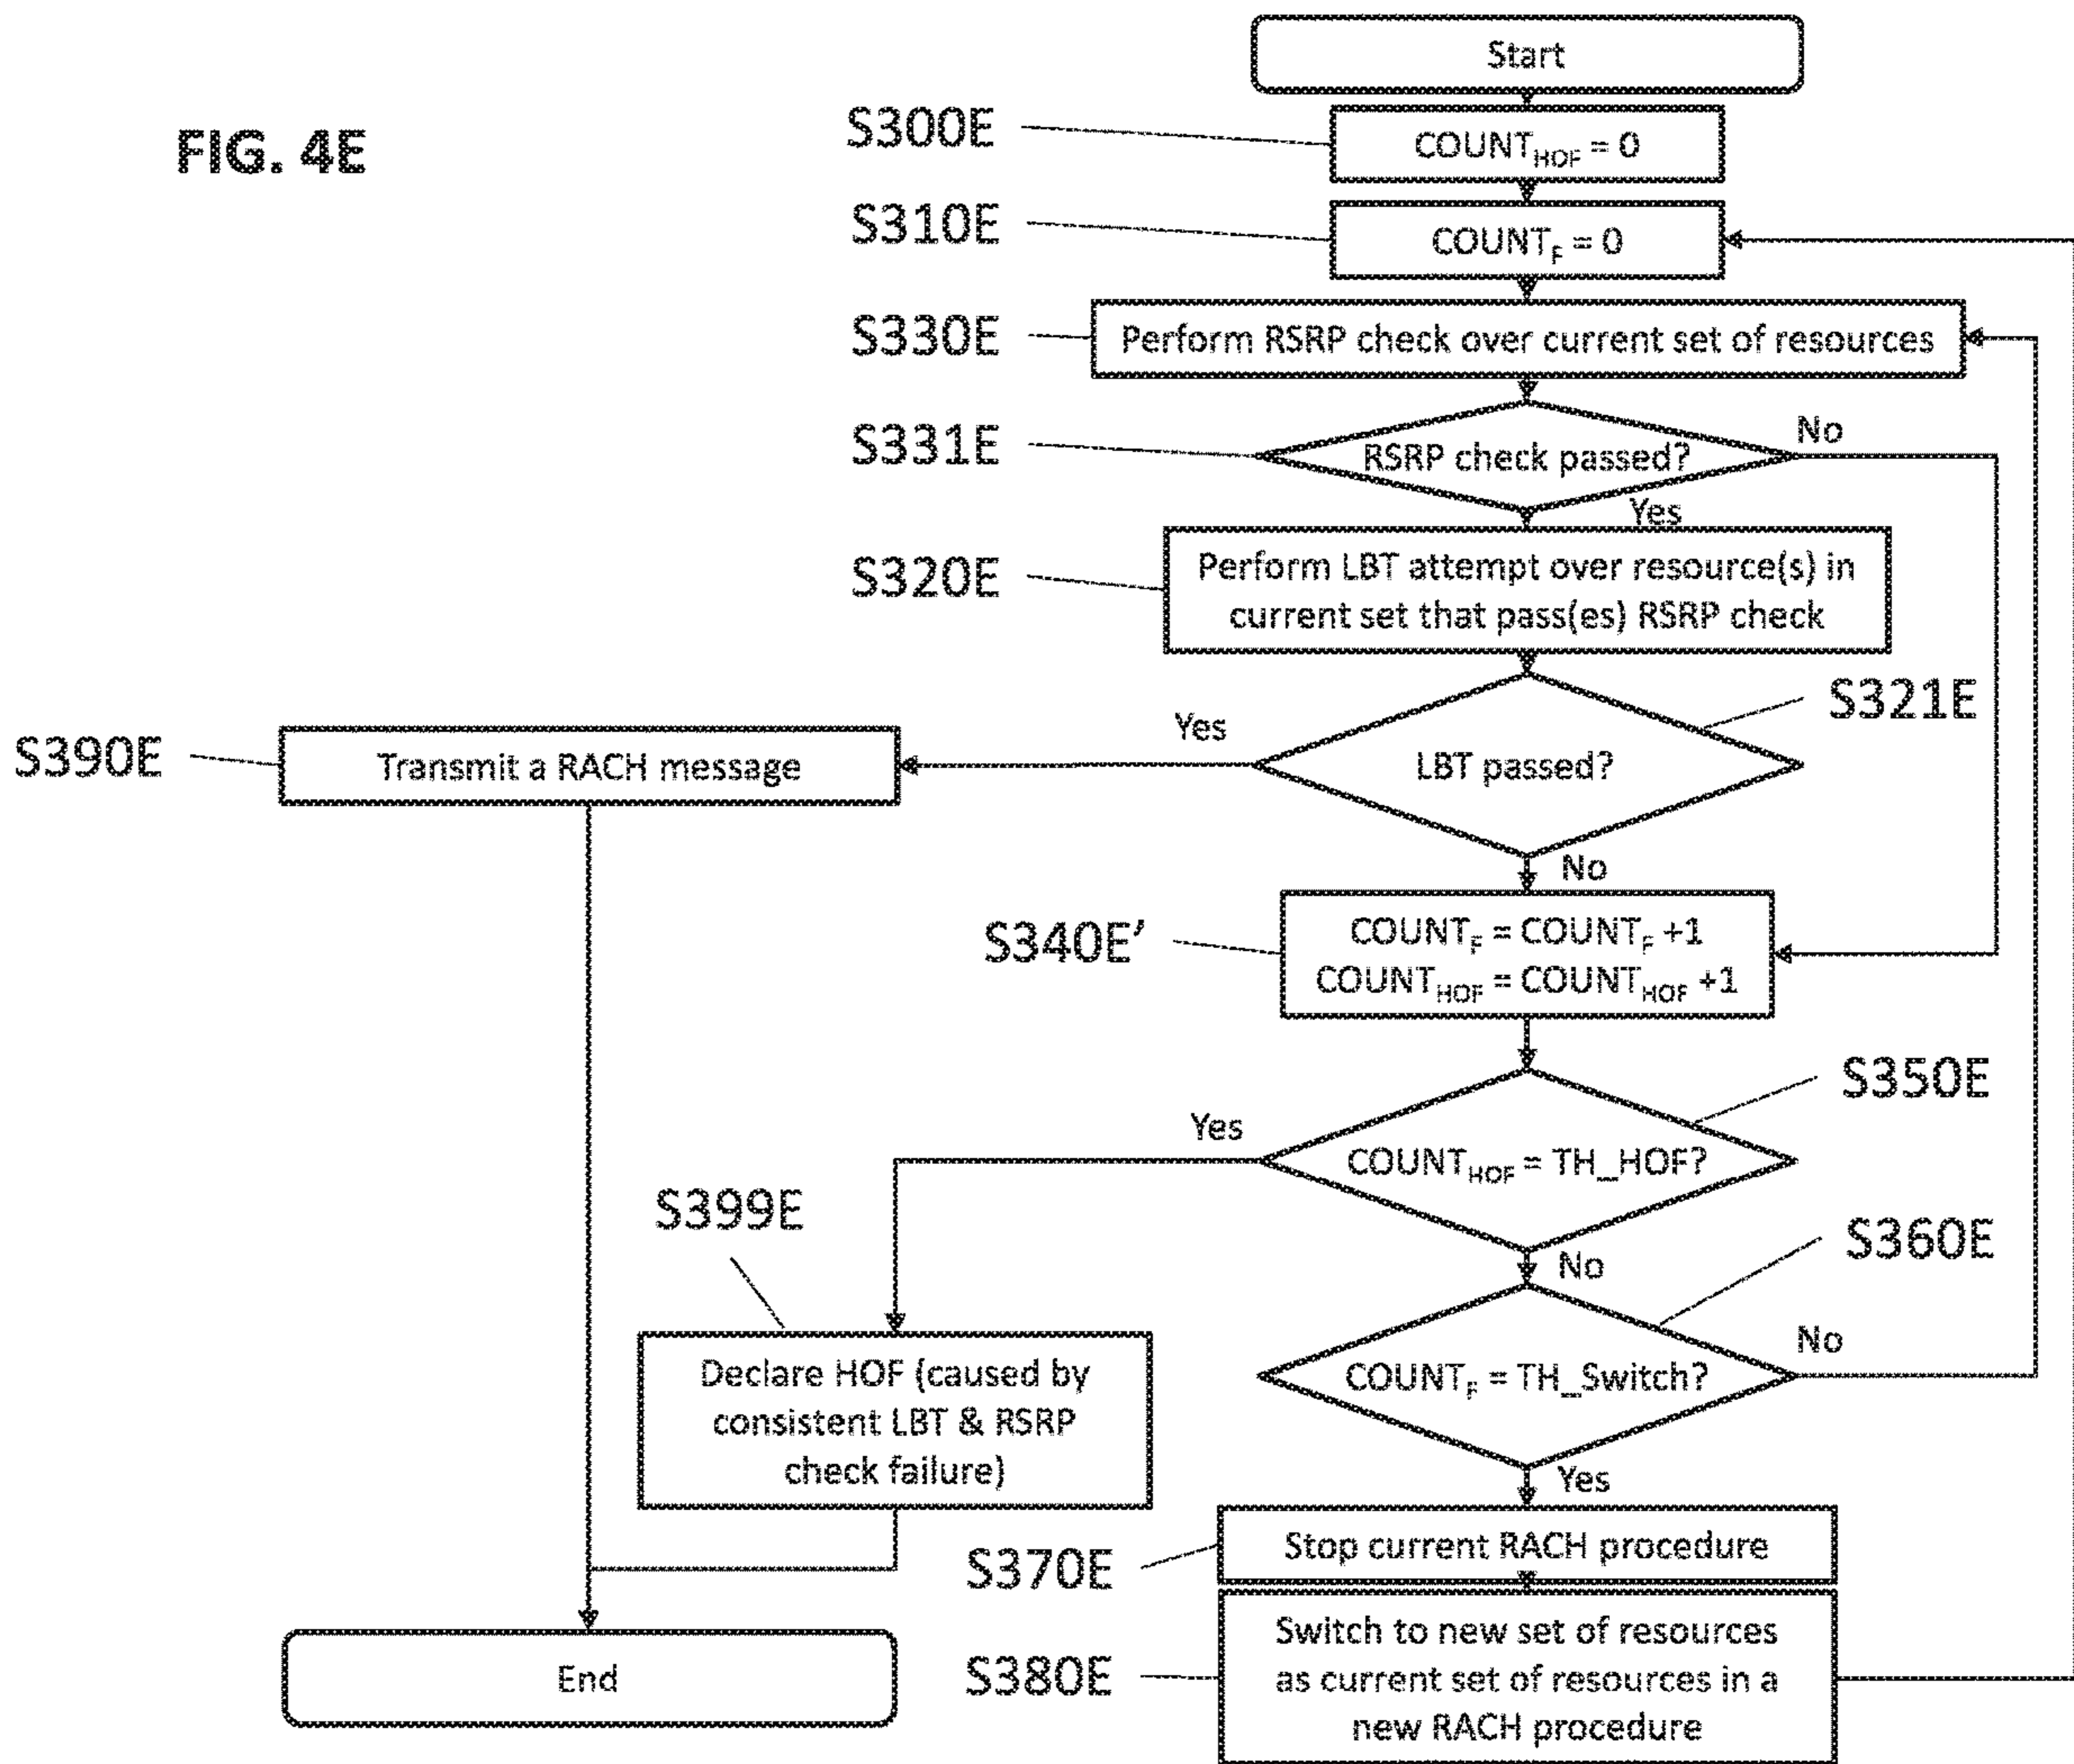 FIG. 4E
Start
S300E
COUNT_HOF = 0
S310E
COUNT_F = 0
S330E
Perform RSRP check over current set of resources
S331E
RSRP check passed?
No
Yes
S320E
Perform LBT attempt over resource(s) in
current set that pass(es) RSRP check
S321E
LBT passed?
Yes
S390E
Transmit a RACH message
No
S340E’
COUNT_F = COUNT_F +1
COUNT_HOF = COUNT_HOF +1
S350E
COUNT_HOF = TH_HOF?
Yes
S399E
Declare HOF (caused by
consistent LBT & RSRP
check failure)
No
S360E
COUNT_F = TH_Switch?
No
Yes
S370E
Stop current RACH procedure
S380E
Switch to new set of resources
as current set of resources in a
new RACH procedure
End